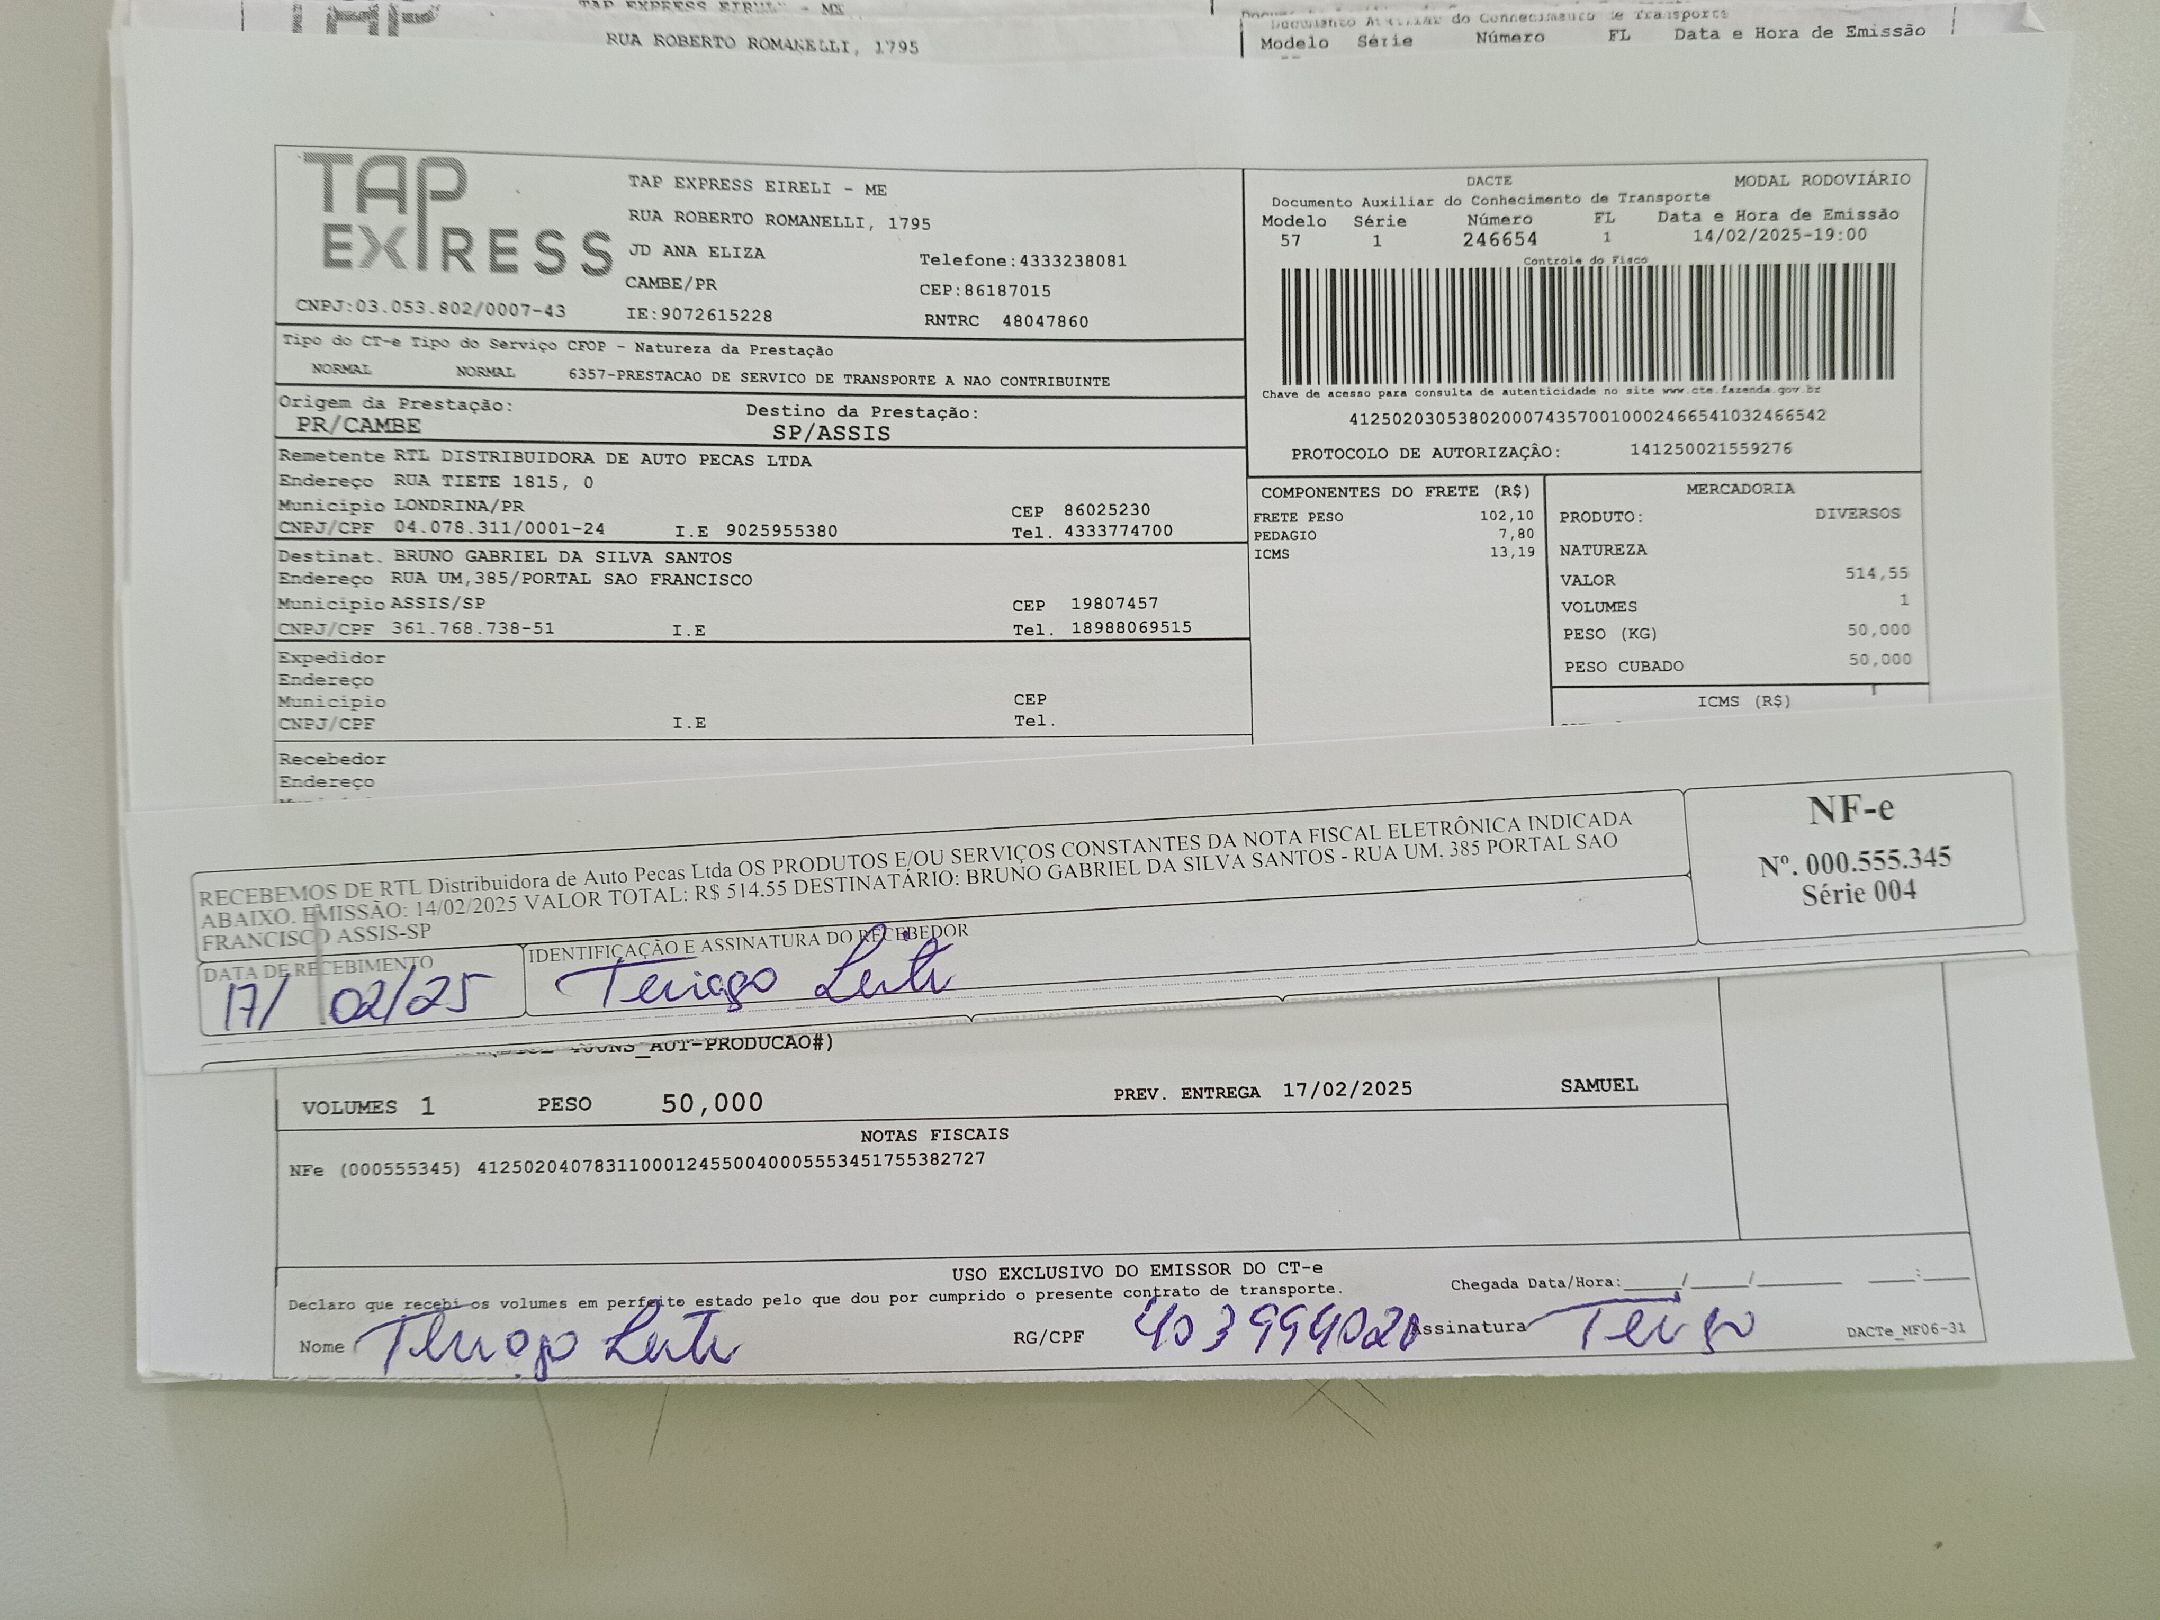 TAP EXPRESS EIRELI - ME
RUA ROBERTO ROMANELLI, 1795
Documento Auxiliar do Conhecimento de Transporte
Modelo Série Número FL Data e Hora de Emissão
TAP EXPRESS
CNPJ:03.053.802/0007-43
TAP EXPRESS EIRELI - ME
RUA ROBERTO ROMANELLI, 1795
JD ANA ELIZA
Telefone:4333238081
CAMBE/PR
CEP:86187015
IE:9072615228
RNTRC 48047860
DACTE MODAL RODOVIÁRIO
Documento Auxiliar do Conhecimento de Transporte
Modelo Série Número FL Data e Hora de Emissão
57 1 246654 1 14/02/2025-19:00
Controle do Fisco
Chave de acesso para consulta de autenticidade no site www.cte.fazenda.gov.br
41250203053802000743570010002466541032466542
PROTOCOLO DE AUTORIZAÇÃO: 141250021559276
Tipo do CT-e Tipo do Serviço CFOP - Natureza da Prestação
NORMAL NORMAL 6357-PRESTACAO DE SERVICO DE TRANSPORTE A NAO CONTRIBUINTE
Origem da Prestação: Destino da Prestação:
PR/CAMBE SP/ASSIS
Remetente RTL DISTRIBUIDORA DE AUTO PECAS LTDA
Endereço RUA TIETE 1815, 0
Municipio LONDRINA/PR CEP 86025230
CNPJ/CPF 04.078.311/0001-24 I.E 9025955380 Tel. 4333774700
Destinat. BRUNO GABRIEL DA SILVA SANTOS
Endereço RUA UM,385/PORTAL SAO FRANCISCO
Municipio ASSIS/SP CEP 19807457
CNPJ/CPF 361.768.738-51 I.E Tel. 18988069515
Expedidor
Endereço
Municipio CEP
CNPJ/CPF I.E Tel.
Recebedor
Endereço
COMPONENTES DO FRETE (R$)
FRETE PESO 102,10
PEDAGIO 7,80
ICMS 13,19
MERCADORIA
PRODUTO: DIVERSOS
NATUREZA
VALOR 514,55
VOLUMES 1
PESO (KG) 50,000
PESO CUBADO 50,000
ICMS (R$)
RECEBEMOS DE RTL Distribuidora de Auto Pecas Ltda OS PRODUTOS E/OU SERVIÇOS CONSTANTES DA NOTA FISCAL ELETRÔNICA INDICADA
ABAIXO. EMISSÃO: 14/02/2025 VALOR TOTAL: R$ 514.55 DESTINATÁRIO: BRUNO GABRIEL DA SILVA SANTOS - RUA UM. 385 PORTAL SAO
FRANCISCO ASSIS-SP
NF-e
Nº. 000.555.345
Série 004
DATA DE RECEBIMENTO
17/02/25
IDENTIFICAÇÃO E ASSINATURA DO RECEBEDOR
AUT-PRODUCAO#)
VOLUMES 1 PESO 50,000 PREV. ENTREGA 17/02/2025 SAMUEL
NOTAS FISCAIS
NFe (000555345) 41250204078311000124550040005553451755382727
USO EXCLUSIVO DO EMISSOR DO CT-e
Declaro que recebi os volumes em perfeito estado pelo que dou por cumprido o presente contrato de transporte.
Chegada Data/Hora:____/____/______ ___:___
Nome RG/CPF Assinatura
DACTe_MF06-31